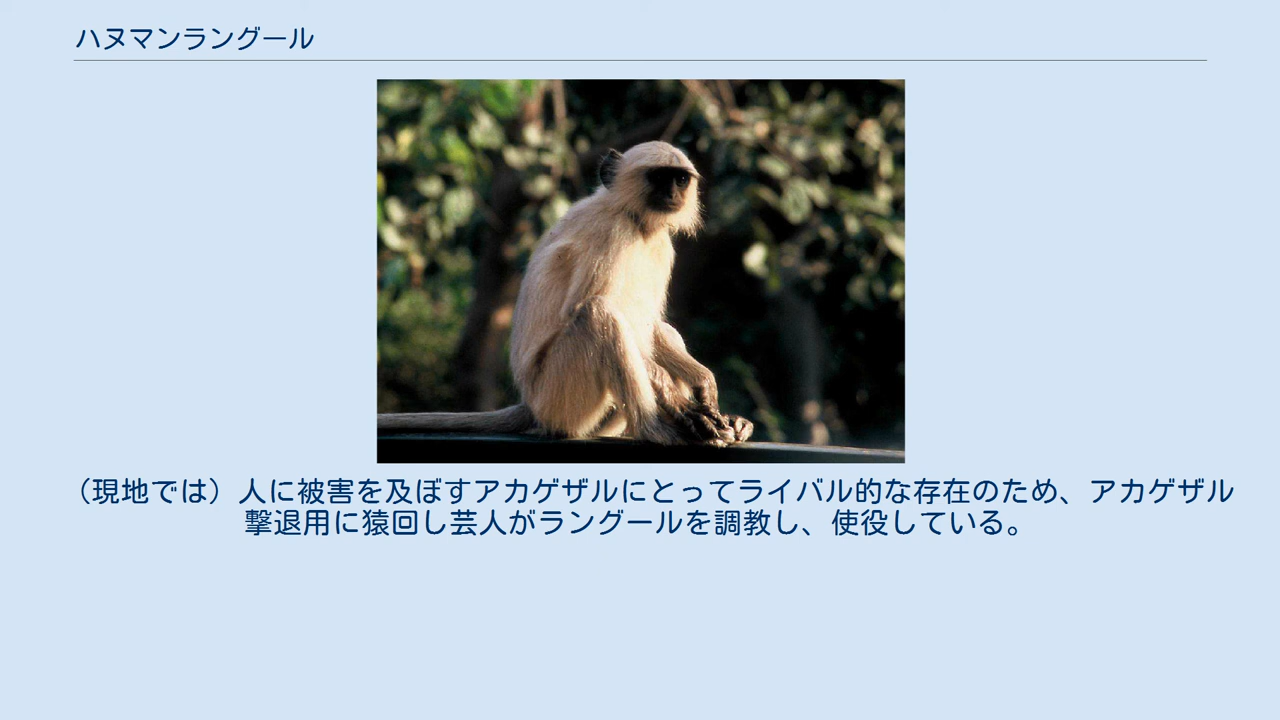 ハヌマンラングール
（現地では）人に被害を及ぼすアカゲザルにとってライバル的な存在のため、アカゲザル
撃退用に猿回し芸人がラングールを調教し、使役している。